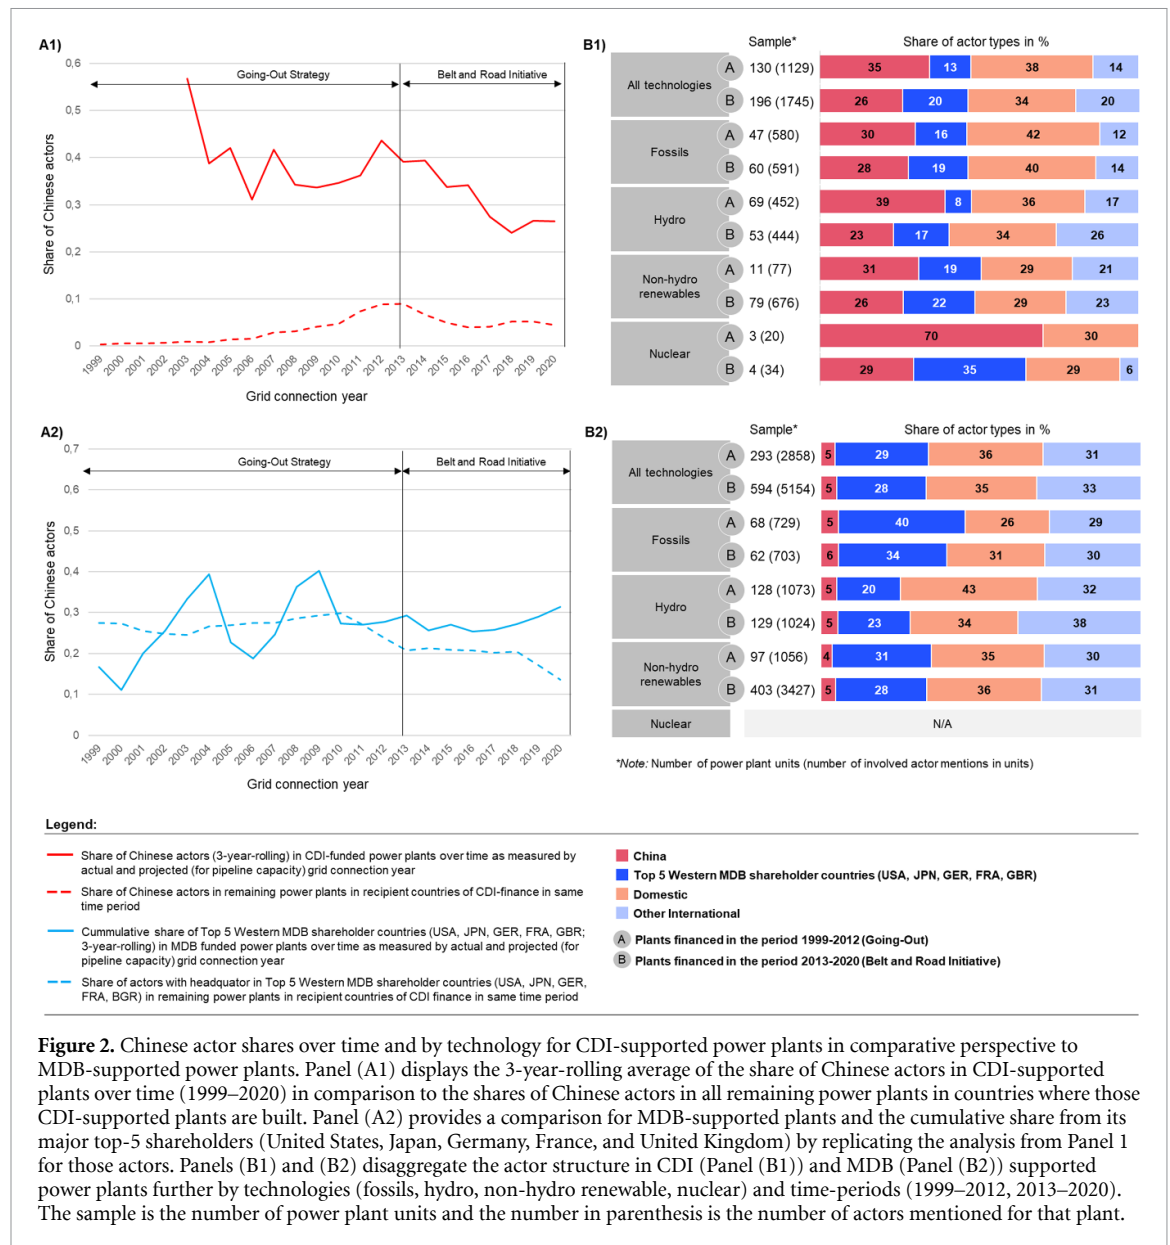 A1)
0,6
0,5
0,4
0,3
0,2
0,1
0
Share of Chinese actors
Going-Out Strategy
Belt and Road Initiative
1999 2000 2001 2002 2003 2004 2005 2006 2007 2008 2009 2010 2011 2012 2013 2014 2015 2016 2017 2018 2019 2020
Grid connection year
B1)
Sample*
Share of actor types in %
All technologies
A 130 (1129) 35 13 38 14
B 196 (1745) 26 20 34 20
Fossils
A 47 (580) 30 16 42 12
B 60 (591) 28 19 40 14
Hydro
A 69 (452) 39 8 36 17
B 53 (444) 23 17 34 26
Non-hydro
renewables
A 11 (77) 31 19 29 21
B 79 (676) 26 22 29 23
Nuclear
A 3 (20) 70 30
B 4 (34) 29 35 29 6
A2)
0,7
0,6
0,5
0,4
0,3
0,2
0,1
0
Share of Chinese actors
Going-Out Strategy
Belt and Road Initiative
1999 2000 2001 2002 2003 2004 2005 2006 2007 2008 2009 2010 2011 2012 2013 2014 2015 2016 2017 2018 2019 2020
Grid connection year
B2)
Sample*
Share of actor types in %
All technologies
A 293 (2858) 5 29 36 31
B 594 (5154) 5 28 35 33
Fossils
A 68 (729) 5 40 26 29
B 62 (703) 6 34 31 30
Hydro
A 128 (1073) 5 20 43 32
B 129 (1024) 5 23 34 38
Non-hydro
renewables
A 97 (1056) 4 31 35 30
B 403 (3427) 5 28 36 31
Nuclear
N/A
*Note: Number of power plant units (number of involved actor mentions in units)
Legend:
Share of Chinese actors (3-year-rolling) in CDI-funded power plants over time as measured by
actual and projected (for pipeline capacity) grid connection year
Share of Chinese actors in remaining power plants in recipient countries of CDI-finance in same
time period
Cummulative share of Top 5 Western MDB shareholder countries (USA, JPN, GER, FRA, GBR;
3-year-rolling) in MDB funded power plants over time as measured by actual and projected (for
pipeline capacity) grid connection year
Share of actors with headquator in Top 5 Western MDB shareholder countries (USA, JPN, GER,
FRA, BGR) in remaining power plants in recipient countries of CDI finance in same time period
China
Top 5 Western MDB shareholder countries (USA, JPN, GER, FRA, GBR)
Domestic
Other International
A Plants financed in the period 1999-2012 (Going-Out)
B Plants financed in the period 2013-2020 (Belt and Road Initiative)
Figure 2. Chinese actor shares over time and by technology for CDI-supported power plants in comparative perspective to
MDB-supported power plants. Panel (A1) displays the 3-year-rolling average of the share of Chinese actors in CDI-supported
plants over time (1999–2020) in comparison to the shares of Chinese actors in all remaining power plants in countries where those
CDI-supported plants are built. Panel (A2) provides a comparison for MDB-supported plants and the cumulative share from its
major top-5 shareholders (United States, Japan, Germany, France, and United Kingdom) by replicating the analysis from Panel 1
for those actors. Panels (B1) and (B2) disaggregate the actor structure in CDI (Panel (B1)) and MDB (Panel (B2)) supported
power plants further by technologies (fossils, hydro, non-hydro renewable, nuclear) and time-periods (1999–2012, 2013–2020).
The sample is the number of power plant units and the number in parenthesis is the number of actors mentioned for that plant.